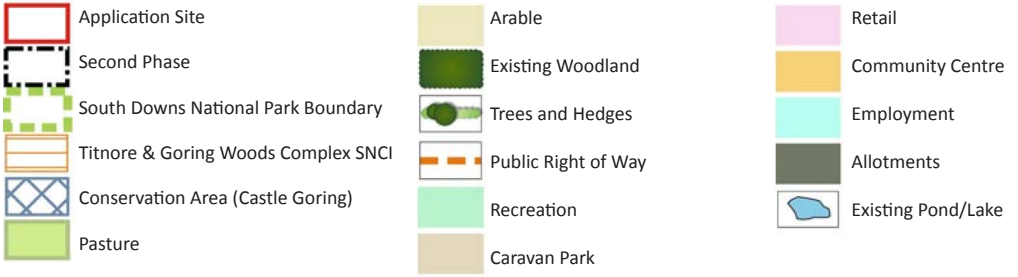 Application Site
Second Phase
South Downs National Park Boundary
Titnore & Goring Woods Complex SNCI
Conservation Area (Castle Goring)
Pasture
Arable
Existing Woodland
Trees and Hedges
Public Right of Way
Recreation
Caravan Park
Retail
Community Centre
Employment
Allotments
Existing Pond/Lake